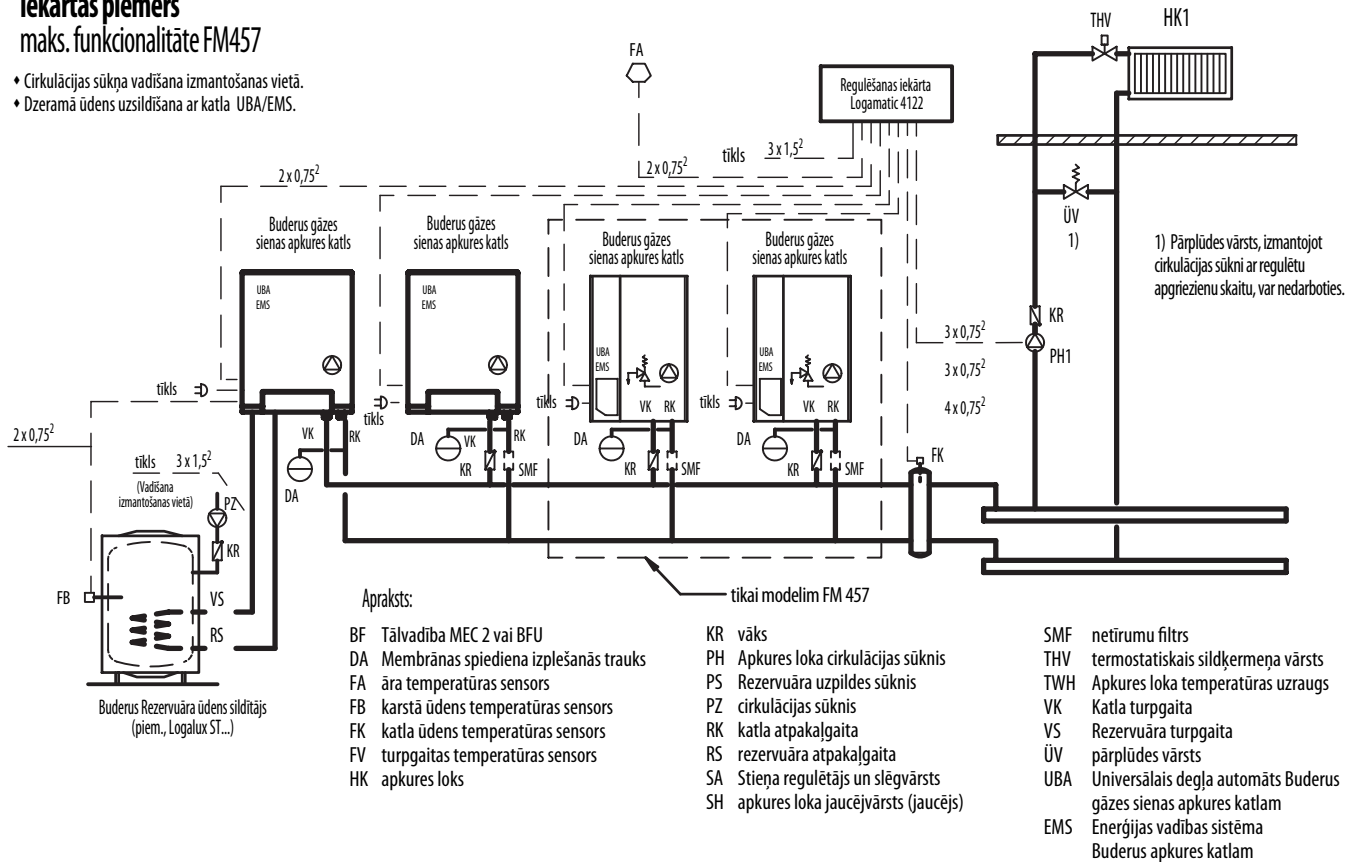 Iekārtas piemērs
maks. funkcionalitāte FM457
• Cirkulācijas sūkņa vadīšana izmantošanas vietā.
• Dzeramā ūdens uzsildīšana ar katla UBA/EMS.
FA
Regulēšanas iekārta
Logamatic 4122
THV
HK1
tīkls 3 x 1,5²
2 x 0,75²
2 x 0,75²
Buderus gāzes
sienas apkures katls
Buderus gāzes
sienas apkures katls
Buderus gāzes
sienas apkures katls
Buderus gāzes
sienas apkures katls
ÜV
1)
1) Pārplūdes vārsts, izmantojot
cirkulācijas sūkni ar regulētu
apgriezienu skaitu, var nedarboties.
UBA
EMS
UBA
EMS
UBA
EMS
UBA
EMS
KR
PH1
3 x 0,75²
3 x 0,75²
4 x 0,75²
tīkls
tīkls
tīkls
tīkls
VK RK
VK RK
2 x 0,75²
VK
RK
DA
DA
VK
RK
KR
SMF
DA
KR
SMF
DA
KR
SMF
FK
tīkls 3 x 1,5²
(Vadīšana
izmantošanas vietā)
PZ
KR
FB
VS
RS
Buderus Rezervuāra ūdens sildītājs
(piem., Logalux ST...)
tikai modelim FM 457
Apraksts:
BF Tālvadība MEC 2 vai BFU
DA Membrānas spiediena izplešanās trauks
FA āra temperatūras sensors
FB karstā ūdens temperatūras sensors
FK katla ūdens temperatūras sensors
FV turpgaitas temperatūras sensors
HK apkures loks
KR vāks
PH Apkures loka cirkulācijas sūknis
PS Rezervuāra uzpildes sūknis
PZ cirkulācijas sūknis
RK katla atpakaļgaita
RS rezervuāra atpakaļgaita
SA Stieņa regulētājs un slēgvārsts
SH apkures loka jaucējvārsts (jaucējs)
SMF netīrumu filtrs
THV termostatiskais sildķermeņa vārsts
TWH Apkures loka temperatūras uzraugs
VK Katla turpgaita
VS Rezervuāra turpgaita
ÜV pārplūdes vārsts
UBA Universālais degļa automāts Buderus
gāzes sienas apkures katlam
EMS Enerģijas vadības sistēma
Buderus apkures katlam